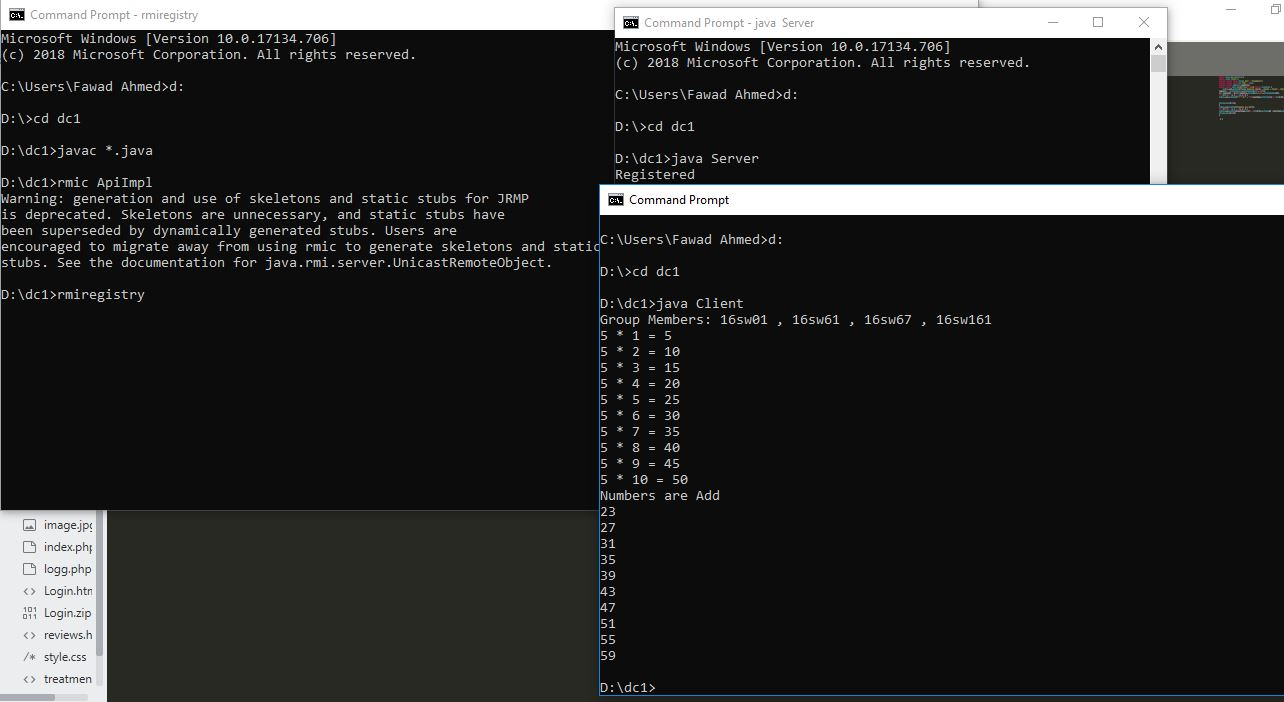 Command Prompt - rmiregistry
Microsoft Windows [Version 10.0.17134.706]
(c) 2018 Microsoft Corporation. All rights reserved.
C:\Users\Fawad Ahmed>d:
D:\>cd dc1
D:\dc1>javac *.java
D:\dc1>rmic ApiImpl
Warning: generation and use of skeletons and static stubs for JRMP
is deprecated. Skeletons are unnecessary, and static stubs have
been superseded by dynamically generated stubs. Users are
encouraged to migrate away from using rmic to generate skeletons and static
stubs. See the documentation for java.rmi.server.UnicastRemoteObject.
D:\dc1>rmiregistry
Command Prompt - java Server
Microsoft Windows [Version 10.0.17134.706]
(c) 2018 Microsoft Corporation. All rights reserved.
C:\Users\Fawad Ahmed>d:
D:\>cd dc1
D:\dc1>java Server
Registered
Command Prompt
C:\Users\Fawad Ahmed>d:
D:\>cd dc1
D:\dc1>java Client
Group Members: 16sw01 , 16sw61 , 16sw67 , 16sw161
5 * 1 = 5
5 * 2 = 10
5 * 3 = 15
5 * 4 = 20
5 * 5 = 25
5 * 6 = 30
5 * 7 = 35
5 * 8 = 40
5 * 9 = 45
5 * 10 = 50
Numbers are Add
23
27
31
35
39
43
47
51
55
59
D:\dc1>
image.jpg
index.php
logg.php
<> Login.htm
Login.zip
<> reviews.h
/* style.css
<> treatmen